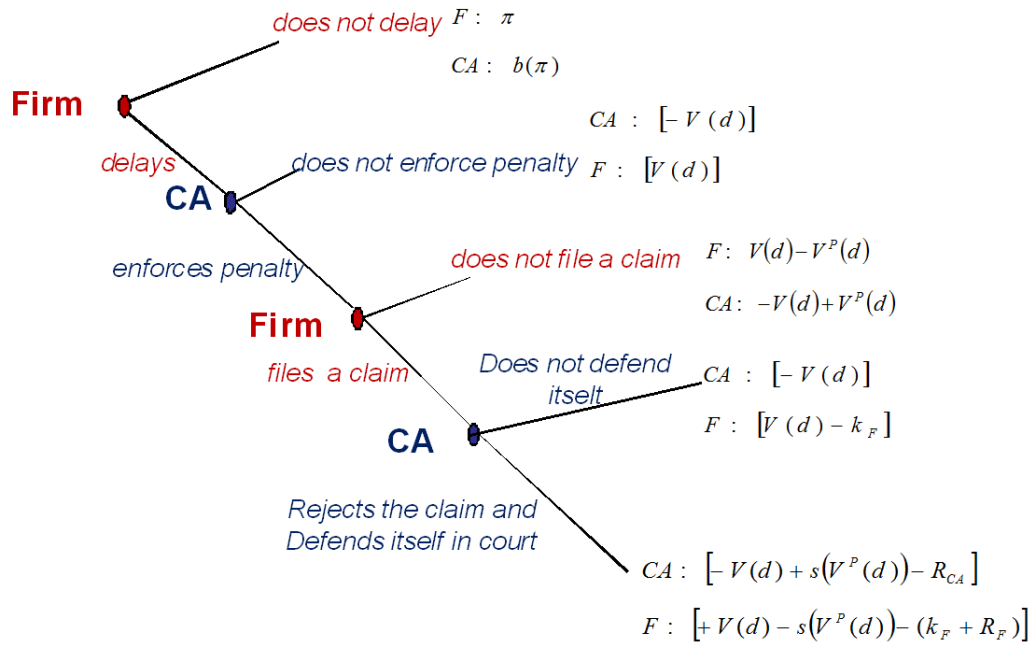 does not delay F : π
CA : b(π)
Firm
CA : [− V (d)]
delays
does not enforce penalty F : [V (d)]
CA
enforces penalty
does not file a claim F : V(d)−V^P(d)
CA : −V(d)+V^P(d)
Firm
files a claim
Does not defend
itselt
CA : [− V (d)]
F : [V (d) − k_F]
CA
Rejects the claim and
Defends itself in court
CA : [− V(d) + s(V^P(d)) − R_CA]
F : [+ V(d) − s(V^P(d)) − (k_F + R_F)]